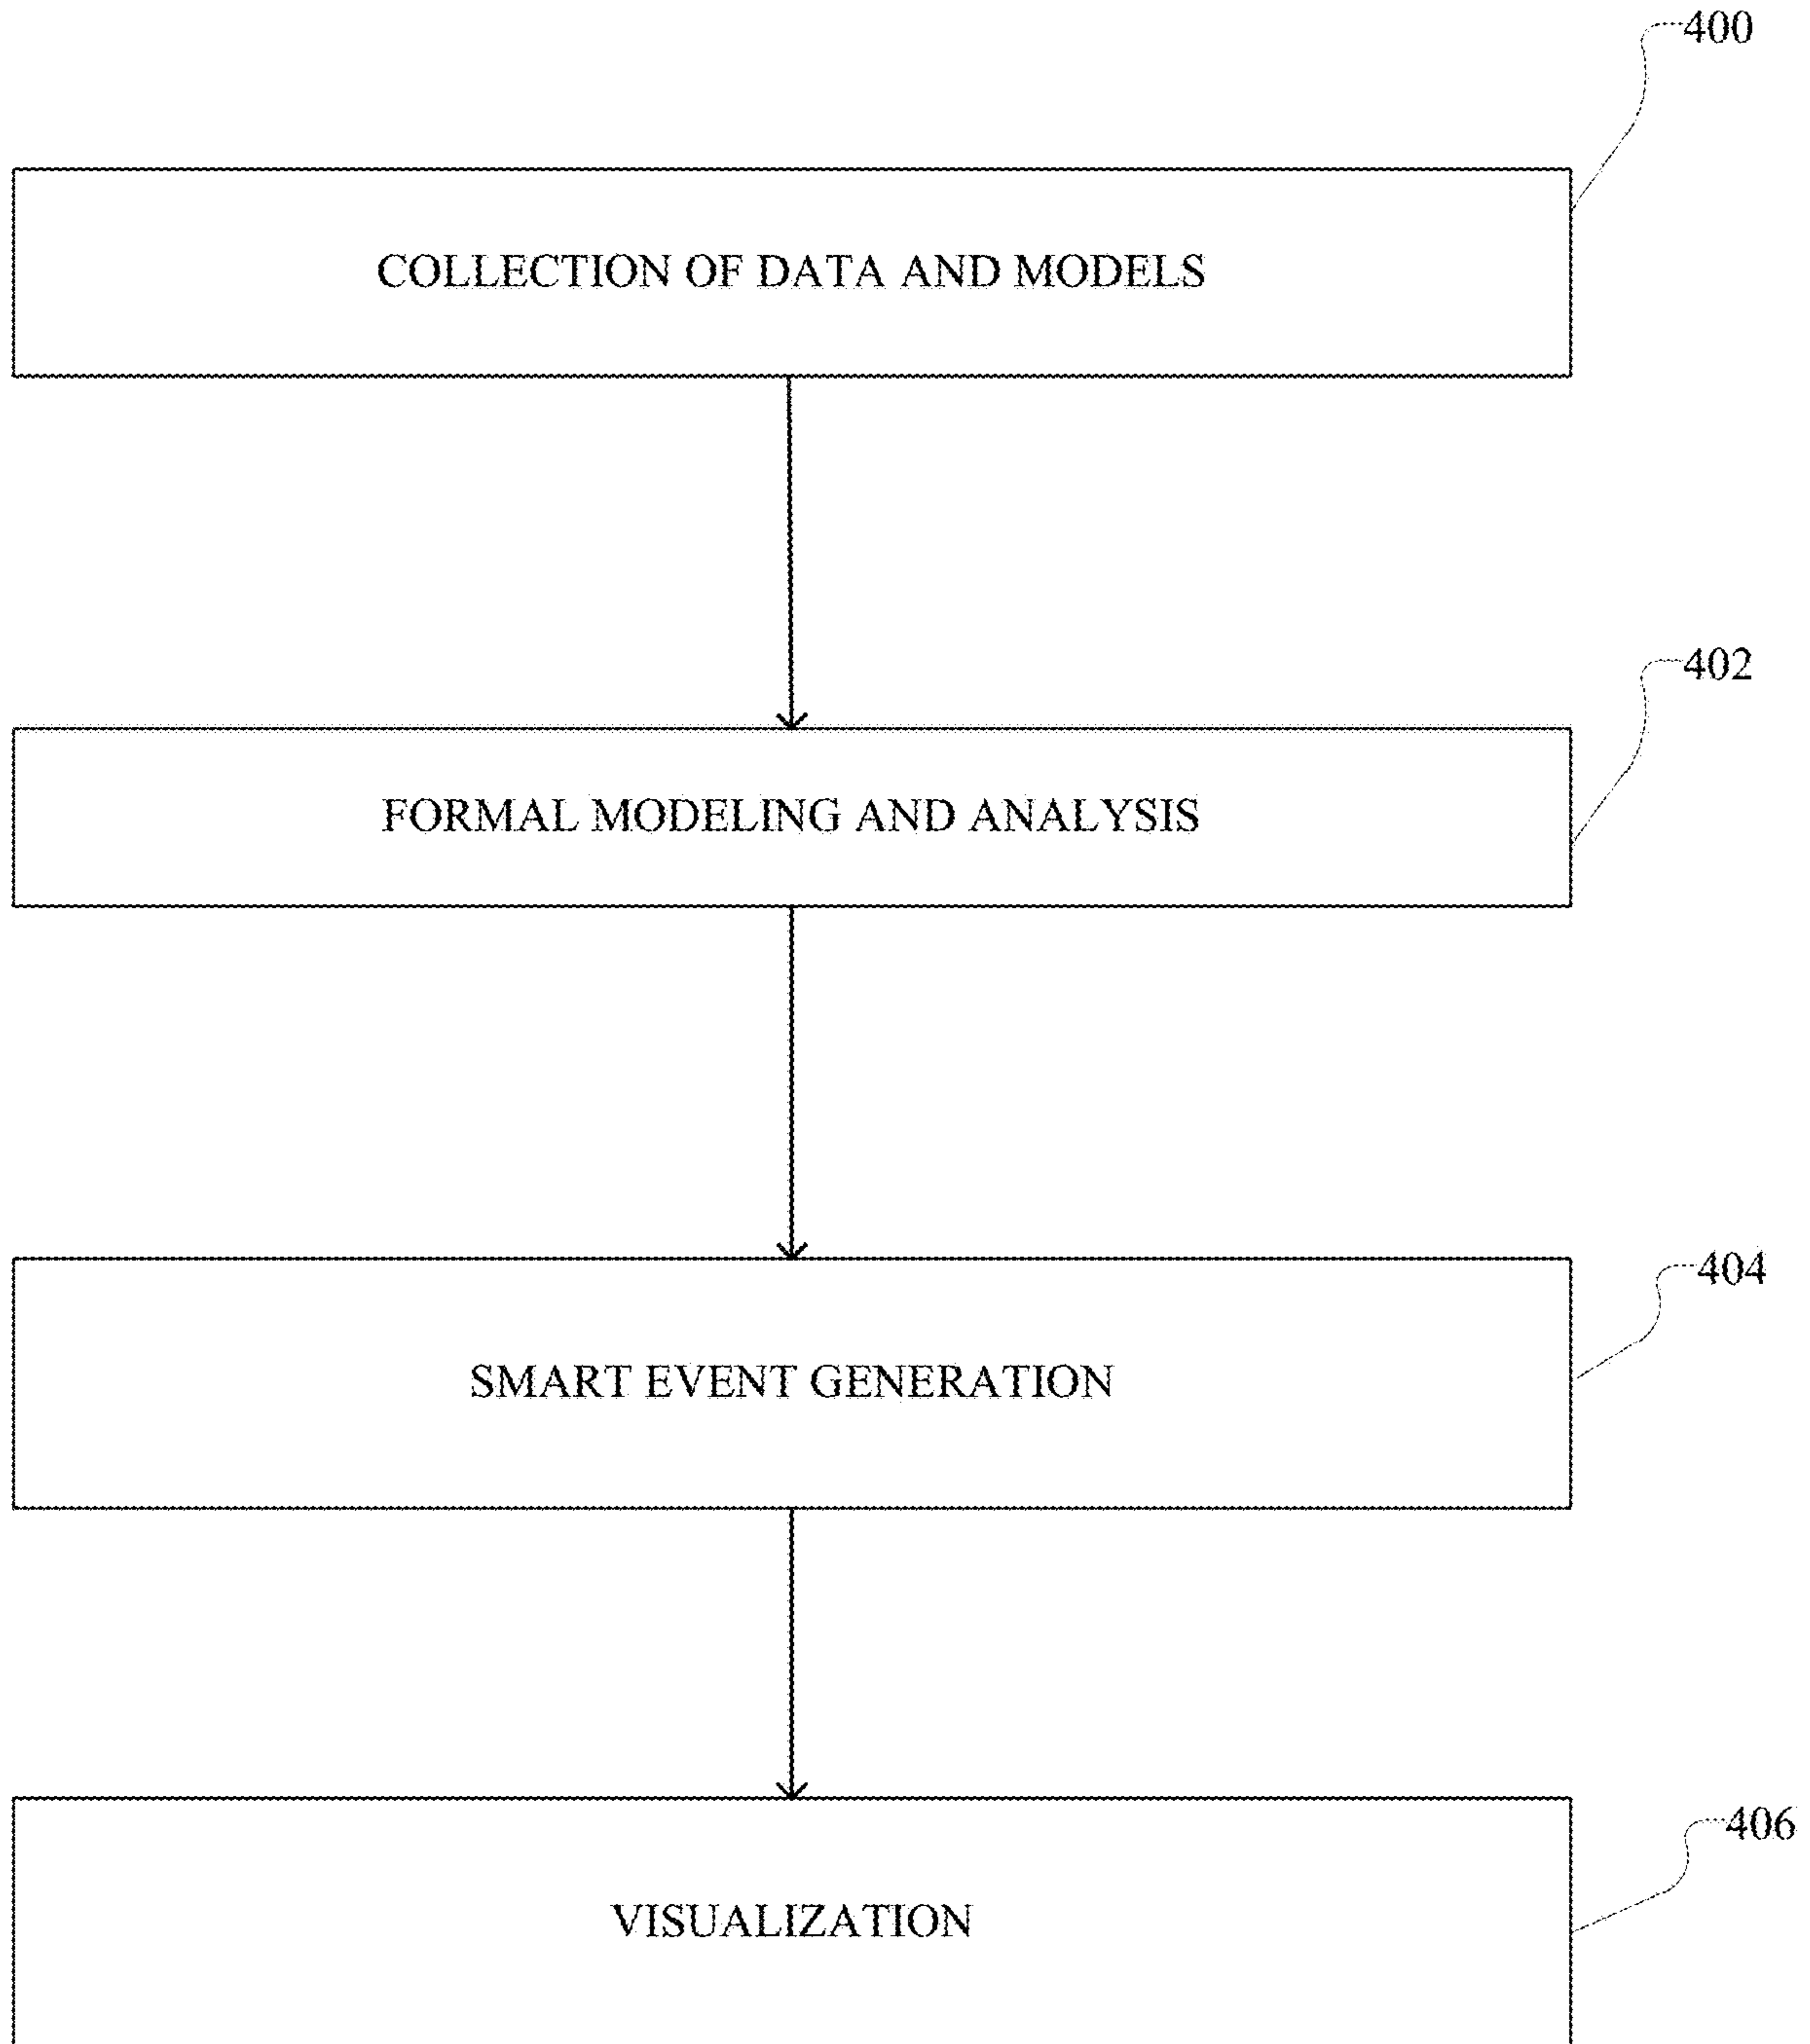 400
COLLECTION OF DATA AND MODELS
402
FORMAL MODELING AND ANALYSIS
404
SMART EVENT GENERATION
406
VISUALIZATION